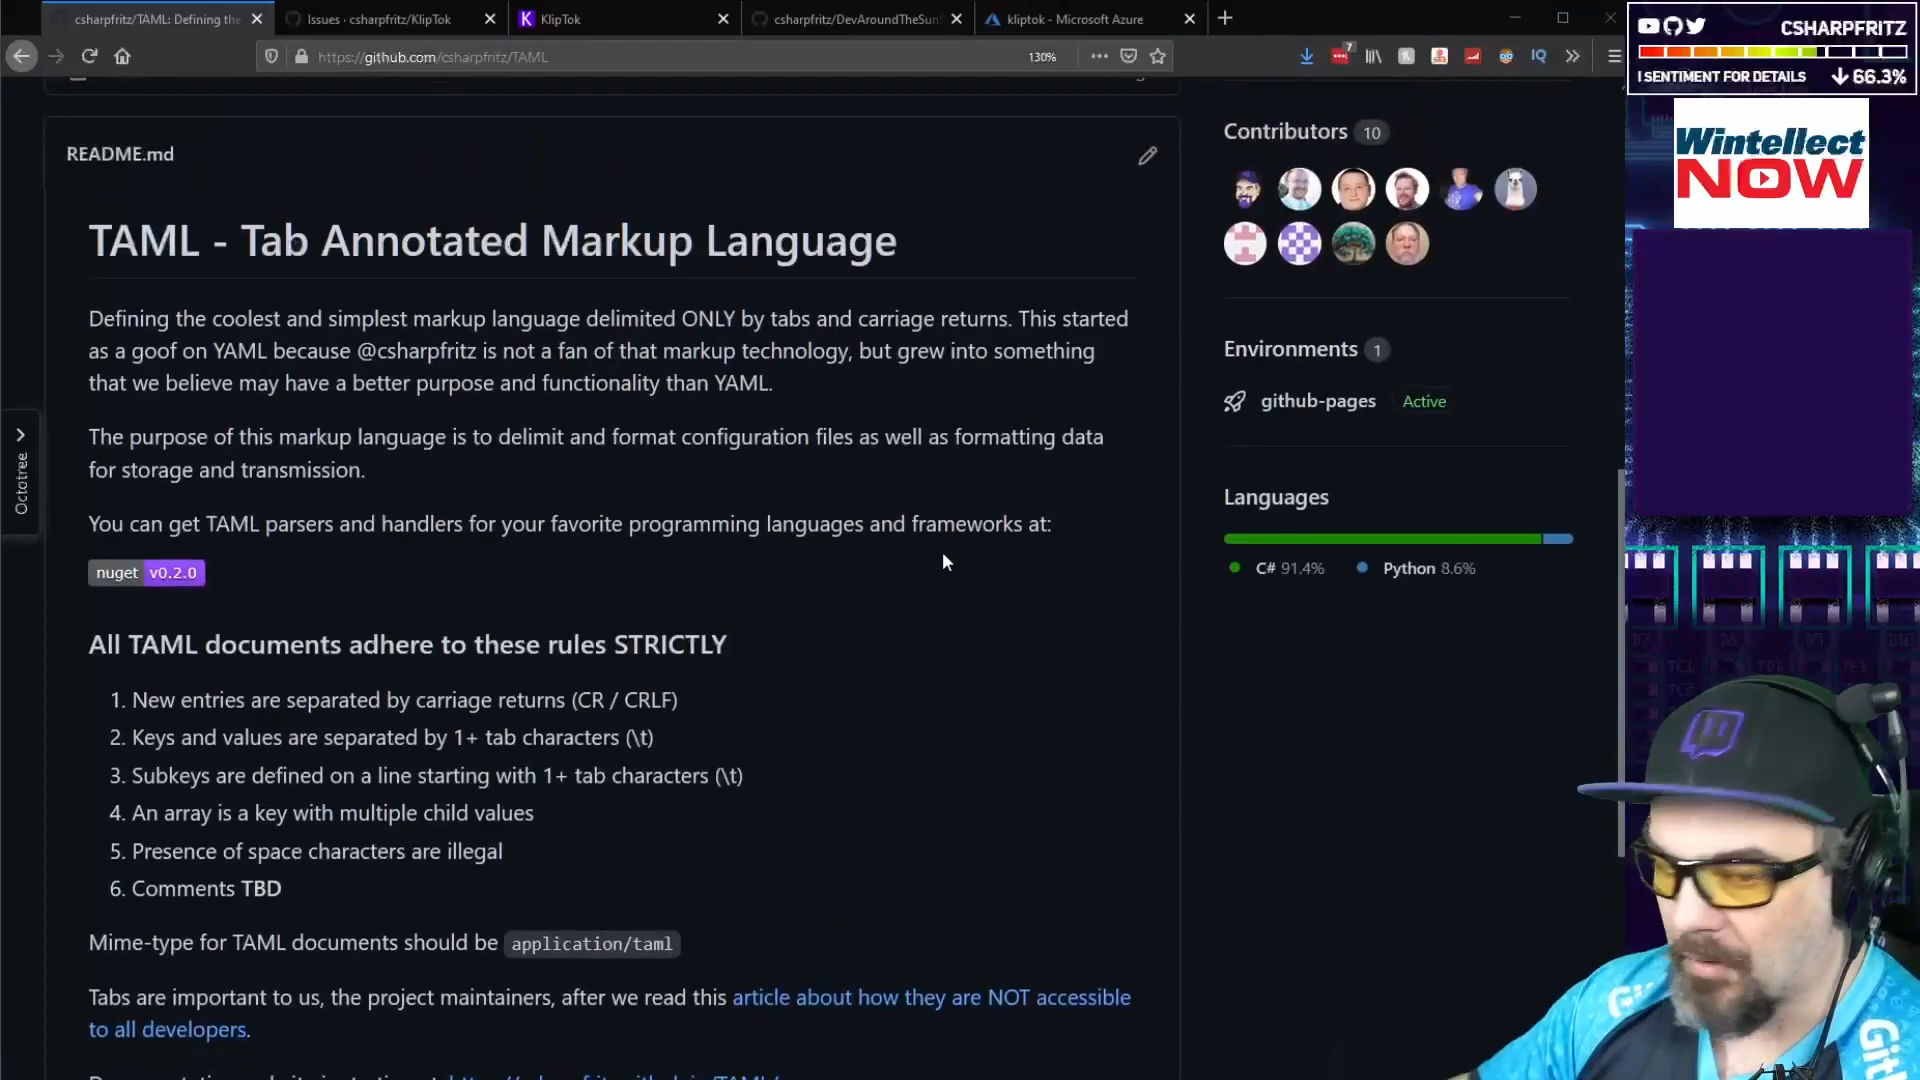 csharpfritz/TAML: Defining the
Issues · csharpfritz/KlipTok
KlipTok
csharpfritz/DevAroundTheSun
kliptok - Microsoft Azure
https://github.com/csharpfritz/TAML
130%
7
IQ
CSHARPFRITZ
! SENTIMENT FOR DETAILS
66.3%
Wintellect
NOW
README.md
TAML - Tab Annotated Markup Language
Defining the coolest and simplest markup language delimited ONLY by tabs and carriage returns. This started
as a goof on YAML because @csharpfritz is not a fan of that markup technology, but grew into something
that we believe may have a better purpose and functionality than YAML.
The purpose of this markup language is to delimit and format configuration files as well as formatting data
for storage and transmission.
You can get TAML parsers and handlers for your favorite programming languages and frameworks at:
nuget v0.2.0
All TAML documents adhere to these rules STRICTLY
1. New entries are separated by carriage returns (CR / CRLF)
2. Keys and values are separated by 1+ tab characters (\t)
3. Subkeys are defined on a line starting with 1+ tab characters (\t)
4. An array is a key with multiple child values
5. Presence of space characters are illegal
6. Comments TBD
Mime-type for TAML documents should be application/taml
Tabs are important to us, the project maintainers, after we read this article about how they are NOT accessible
to all developers.
Octotree
Contributors 10
Environments 1
github-pages Active
Languages
C# 91.4%
Python 8.6%